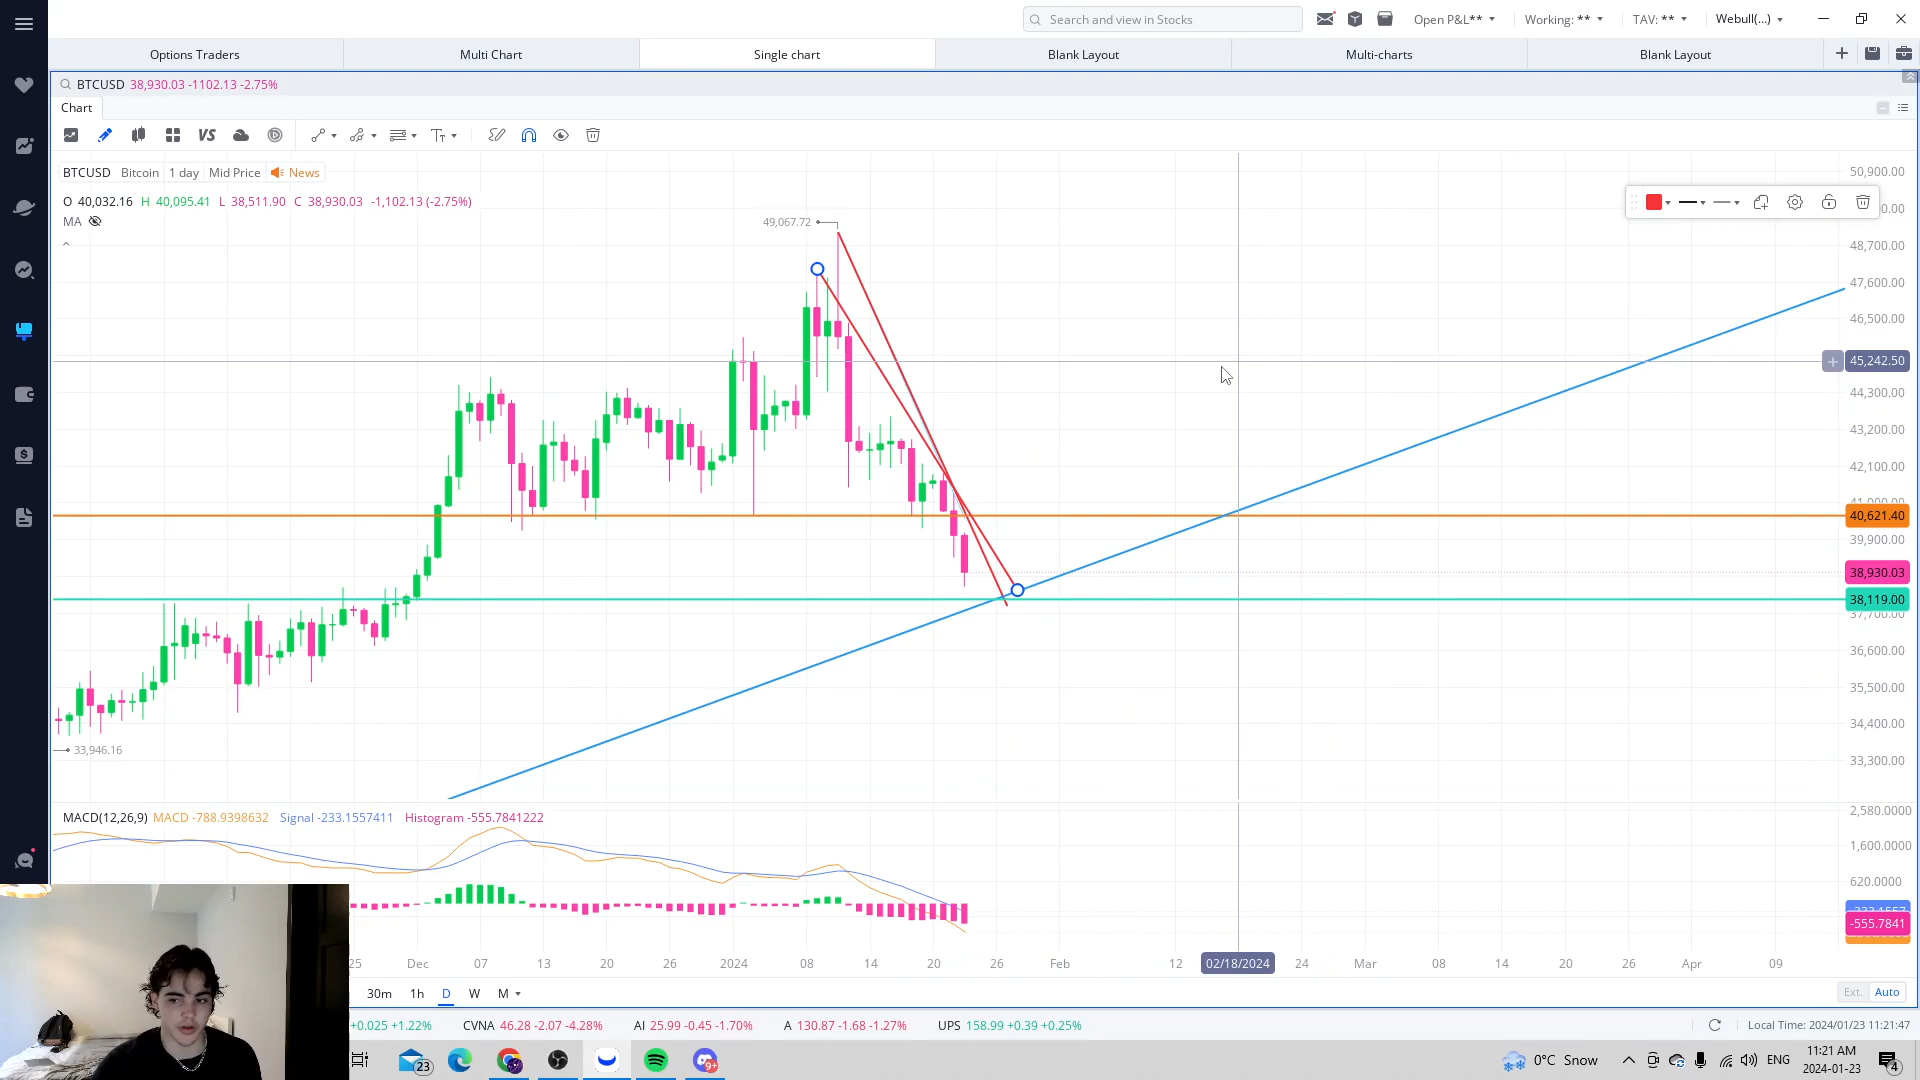 Search and view in Stocks
Open P&L** Working: ** TAV: ** Webull(...)
Options Traders Multi Chart Single chart Blank Layout Multi-charts Blank Layout
BTCUSD 38,930.03 -1102.13 -2.75%
Chart
VS
BTCUSD Bitcoin 1 day Mid Price News
O 40,032.16 H 40,095.41 L 38,511.90 C 38,930.03 -1,102.13 (-2.75%)
MA
50,900.00
49,067.72
48,700.00
47,600.00
46,500.00
45,242.50
44,300.00
43,200.00
42,100.00
40,621.40
39,900.00
38,930.03
38,119.00
37,700.00
36,600.00
35,500.00
34,400.00
33,946.16
33,300.00
MACD(12,26,9) MACD -788.9398632 Signal -233.1557411 Histogram -555.7841222
2,580.0000
1,600.0000
620.0000
-555.7841
25 Dec 07 13 20 26 2024 08 14 20 26 Feb 12 02/18/2024 24 Mar 08 14 20 26 Apr 09
30m 1h D W M Ext. Auto
+0.025 +1.22% CVNA 46.28 -2.07 -4.28% AI 25.99 -0.45 -1.70% A 130.87 -1.68 -1.27% UPS 158.99 +0.39 +0.25% Local Time: 2024/01/23 11:21:47
23 9+ 0°C Snow ENG 11:21 AM
2024-01-23 4